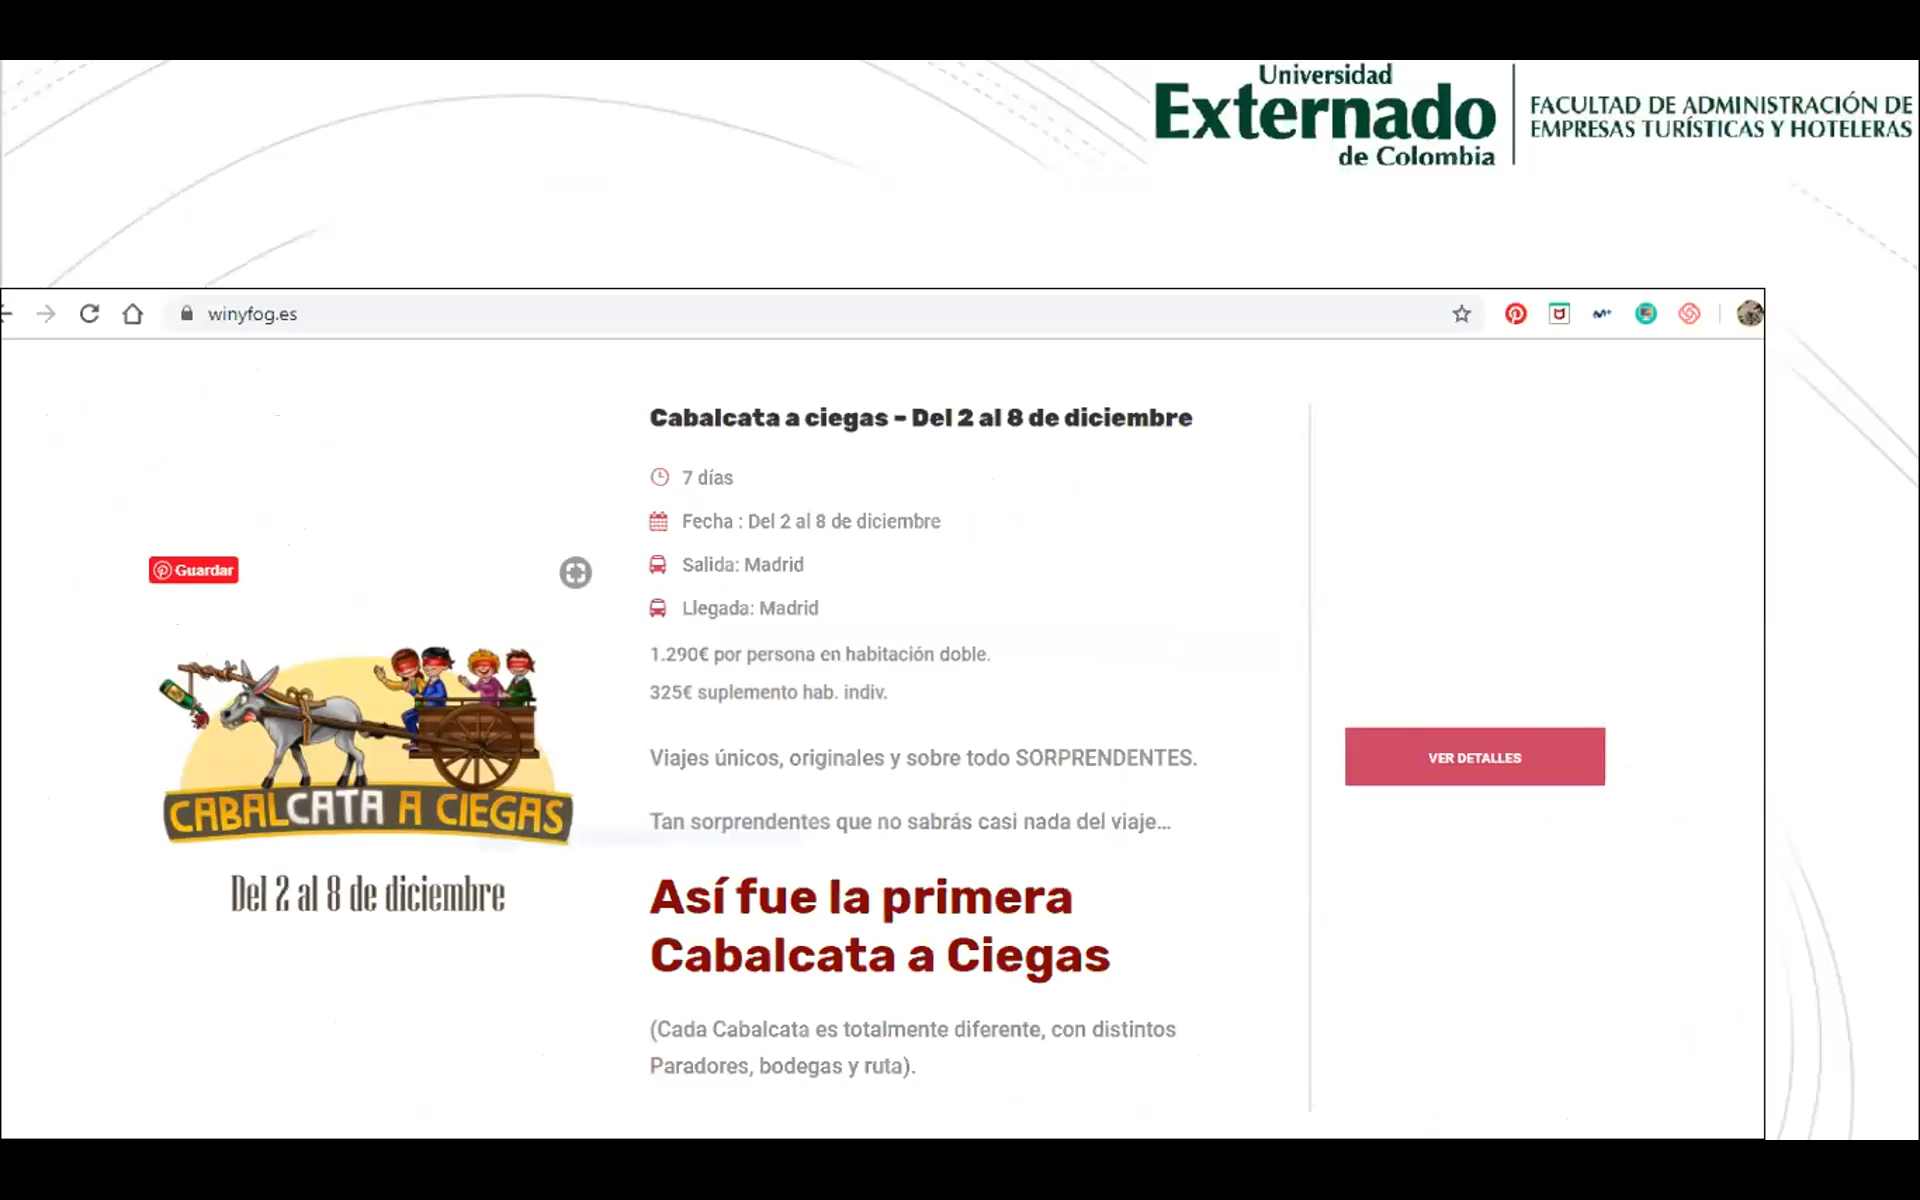 Universidad
Externado
de Colombia
FACULTAD DE ADMINISTRACIÓN DE
EMPRESAS TURÍSTICAS Y HOTELERAS
winyfog.es
Cabalcata a ciegas – Del 2 al 8 de diciembre
7 días
Fecha : Del 2 al 8 de diciembre
Salida: Madrid
Llegada: Madrid
1.290€ por persona en habitación doble.
325€ suplemento hab. indiv.
Viajes únicos, originales y sobre todo SORPRENDENTES.
Tan sorprendentes que no sabrás casi nada del viaje...
Así fue la primera
Cabalcata a Ciegas
(Cada Cabalcata es totalmente diferente, con distintos
Paradores, bodegas y ruta).
Guardar
CABALCATA A CIEGAS
Del 2 al 8 de diciembre
VER DETALLES